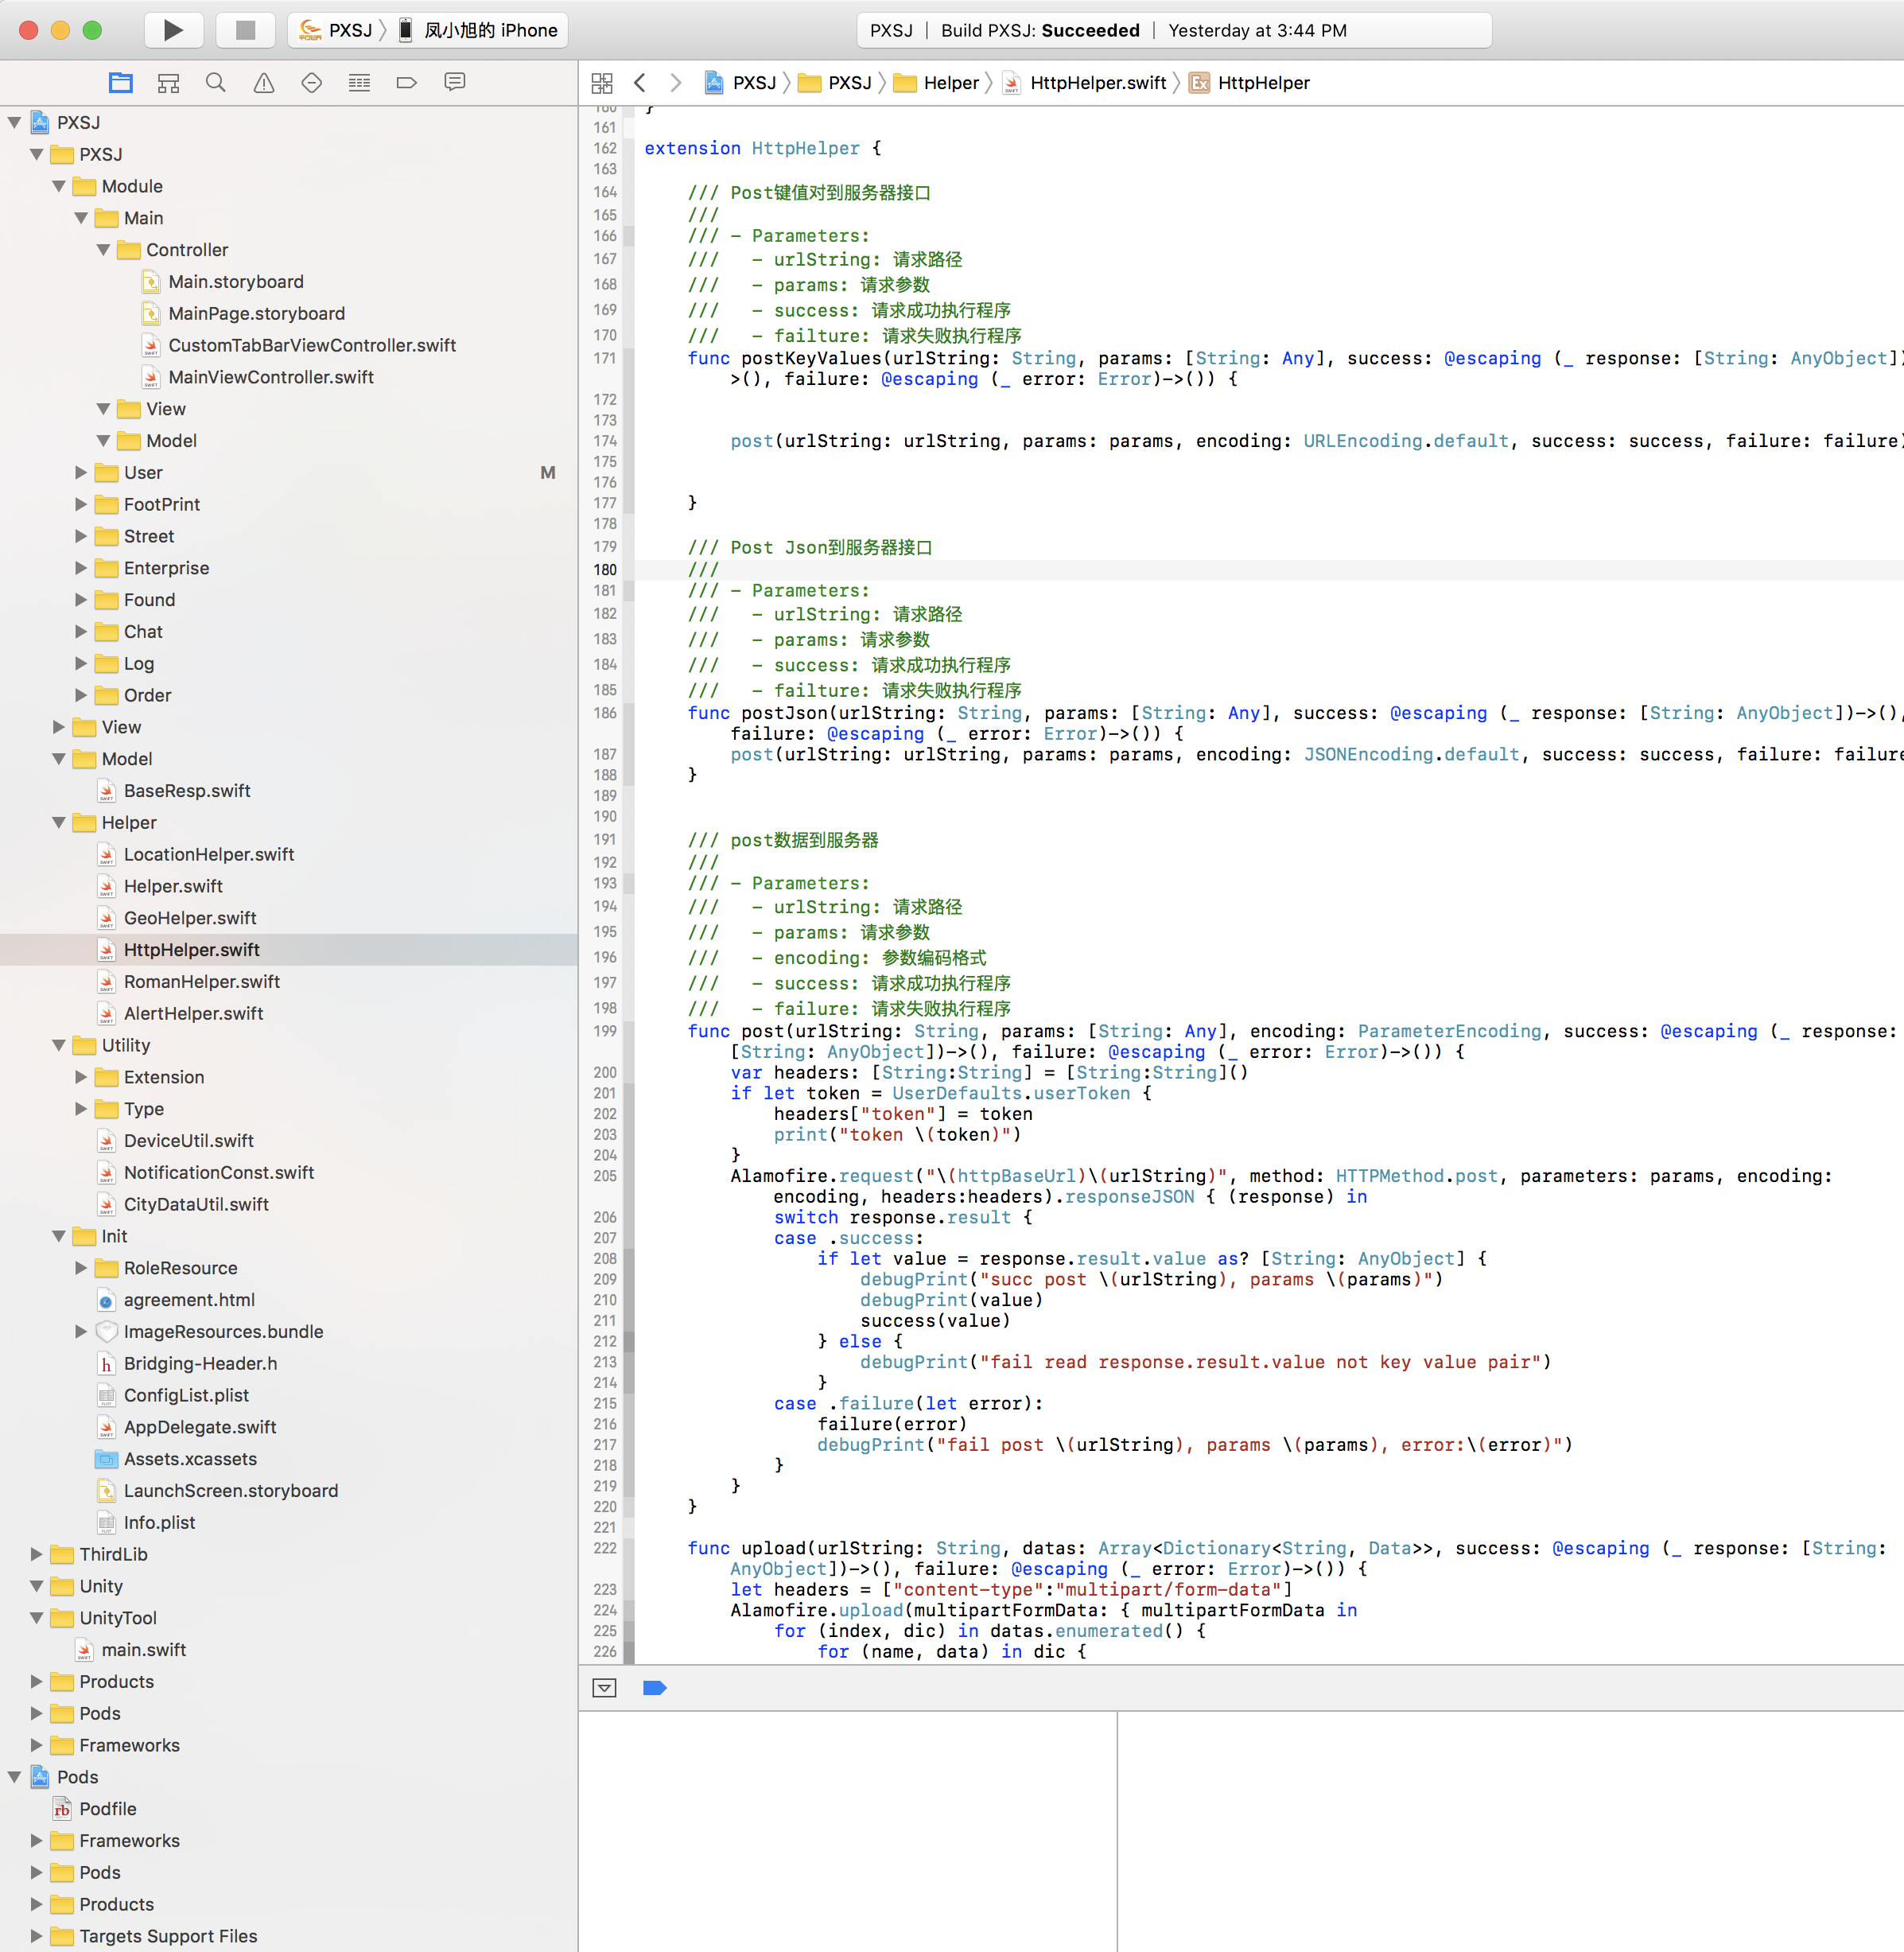 PXSJ 凤小旭的 iPhone
PXSJ | Build PXSJ: Succeeded | Yesterday at 3:44 PM
PXSJ PXSJ Helper HttpHelper.swift HttpHelper
PXSJ
PXSJ
Module
Main
Controller
Main.storyboard
MainPage.storyboard
CustomTabBarViewController.swift
MainViewController.swift
View
Model
User M
FootPrint
Street
Enterprise
Found
Chat
Log
Order
View
Model
BaseResp.swift
Helper
LocationHelper.swift
Helper.swift
GeoHelper.swift
HttpHelper.swift
RomanHelper.swift
AlertHelper.swift
Utility
Extension
Type
DeviceUtil.swift
NotificationConst.swift
CityDataUtil.swift
Init
RoleResource
agreement.html
ImageResources.bundle
Bridging-Header.h
ConfigList.plist
AppDelegate.swift
Assets.xcassets
LaunchScreen.storyboard
Info.plist
ThirdLib
Unity
UnityTool
main.swift
Products
Pods
Frameworks
Pods
Podfile
Frameworks
Pods
Products
Targets Support Files
160 }
161
162 extension HttpHelper {
163
164 /// Post键值对到服务器接口
165 ///
166 /// - Parameters:
167 /// - urlString: 请求路径
168 /// - params: 请求参数
169 /// - success: 请求成功执行程序
170 /// - failture: 请求失败执行程序
171 func postKeyValues(urlString: String, params: [String: Any], success: @escaping (_ response: [String: AnyObject])
>(), failure: @escaping (_ error: Error)->()) {
172
173
174 post(urlString: urlString, params: params, encoding: URLEncoding.default, success: success, failure: failure)
175
176
177 }
178
179 /// Post Json到服务器接口
180 ///
181 /// - Parameters:
182 /// - urlString: 请求路径
183 /// - params: 请求参数
184 /// - success: 请求成功执行程序
185 /// - failture: 请求失败执行程序
186 func postJson(urlString: String, params: [String: Any], success: @escaping (_ response: [String: AnyObject])->(),
failure: @escaping (_ error: Error)->()) {
187 post(urlString: urlString, params: params, encoding: JSONEncoding.default, success: success, failure: failure
188 }
189
190
191 /// post数据到服务器
192 ///
193 /// - Parameters:
194 /// - urlString: 请求路径
195 /// - params: 请求参数
196 /// - encoding: 参数编码格式
197 /// - success: 请求成功执行程序
198 /// - failure: 请求失败执行程序
199 func post(urlString: String, params: [String: Any], encoding: ParameterEncoding, success: @escaping (_ response:
[String: AnyObject])->(), failure: @escaping (_ error: Error)->()) {
200 var headers: [String:String] = [String:String]()
201 if let token = UserDefaults.userToken {
202 headers["token"] = token
203 print("token \(token)")
204 }
205 Alamofire.request("\(httpBaseUrl)\(urlString)", method: HTTPMethod.post, parameters: params, encoding:
encoding, headers:headers).responseJSON { (response) in
206 switch response.result {
207 case .success:
208 if let value = response.result.value as? [String: AnyObject] {
209 debugPrint("succ post \(urlString), params \(params)")
210 debugPrint(value)
211 success(value)
212 } else {
213 debugPrint("fail read response.result.value not key value pair")
214 }
215 case .failure(let error):
216 failure(error)
217 debugPrint("fail post \(urlString), params \(params), error:\(error)")
218 }
219 }
220 }
221
222 func upload(urlString: String, datas: Array<Dictionary<String, Data>>, success: @escaping (_ response: [String:
AnyObject])->(), failure: @escaping (_ error: Error)->()) {
223 let headers = ["content-type":"multipart/form-data"]
224 Alamofire.upload(multipartFormData: { multipartFormData in
225 for (index, dic) in datas.enumerated() {
226 for (name, data) in dic {